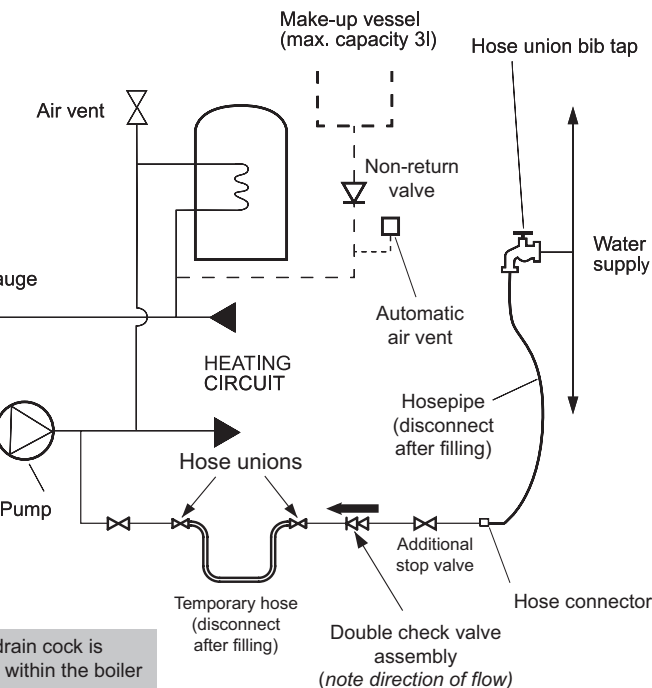 Make-up vessel
(max. capacity 3l)
Hose union bib tap
Air vent
Non-return
valve
Water
supply
auge
Automatic
air vent
HEATING
CIRCUIT
Hosepipe
(disconnect
after filling)
Hose unions
Pump
Additional
stop valve
Temporary hose
(disconnect
after filling)
Hose connector
Double check valve
assembly
(note direction of flow)
drain cock is
within the boiler